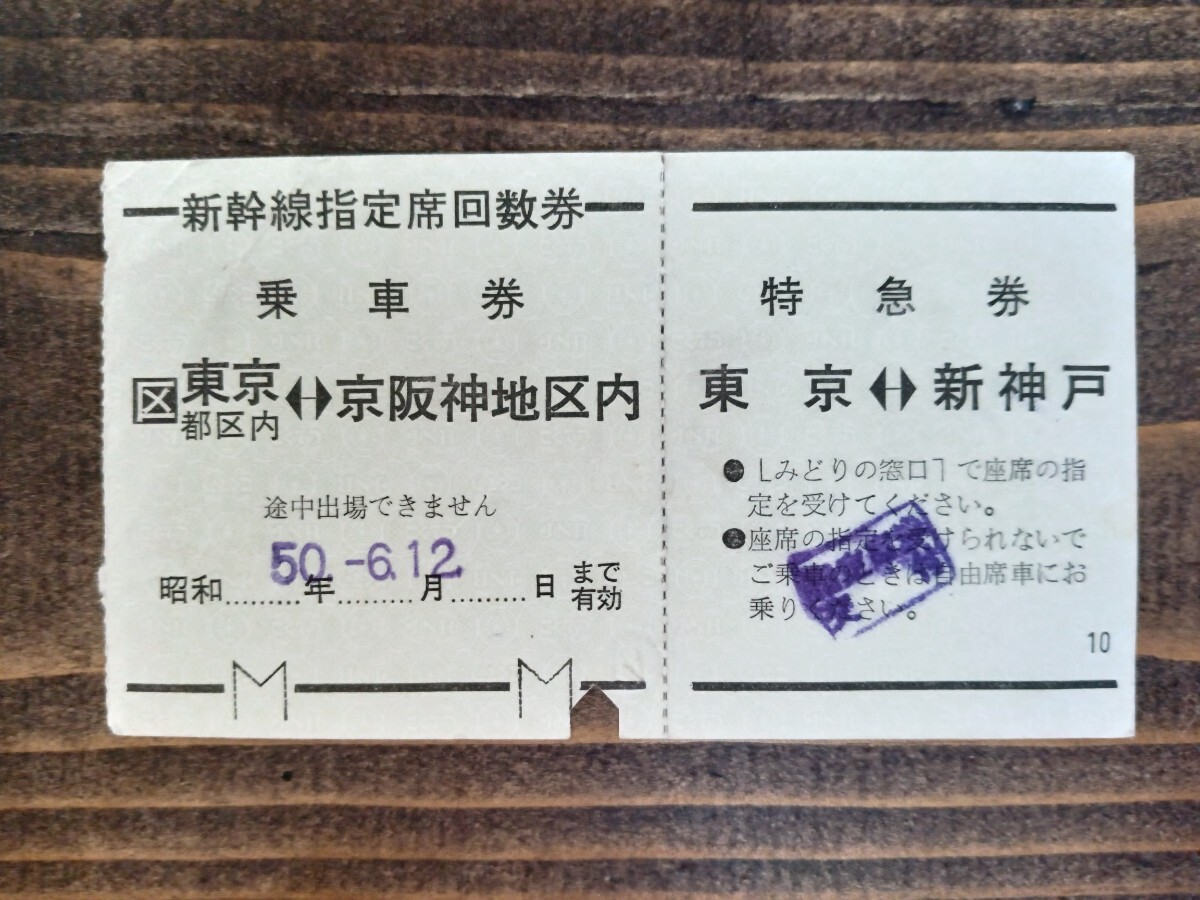 新幹線指定席回数券
乗車券
区 東京都区内↔京阪神地区内
途中出場できません
50.-6.12.
昭和………年………月………日 まで有効
特急券
東京↔新神戸
● 「みどりの窓口」で座席の指
定を受けてください。
●座席の指定を受けられないで
ご乗車のときは自由席車にお
乗りください。
10